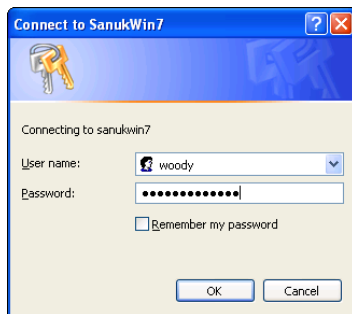 Connect to SanukWin7
Connecting to sanukwin7
User name: woody
Password: •••••••••••••
Remember my password
OK Cancel